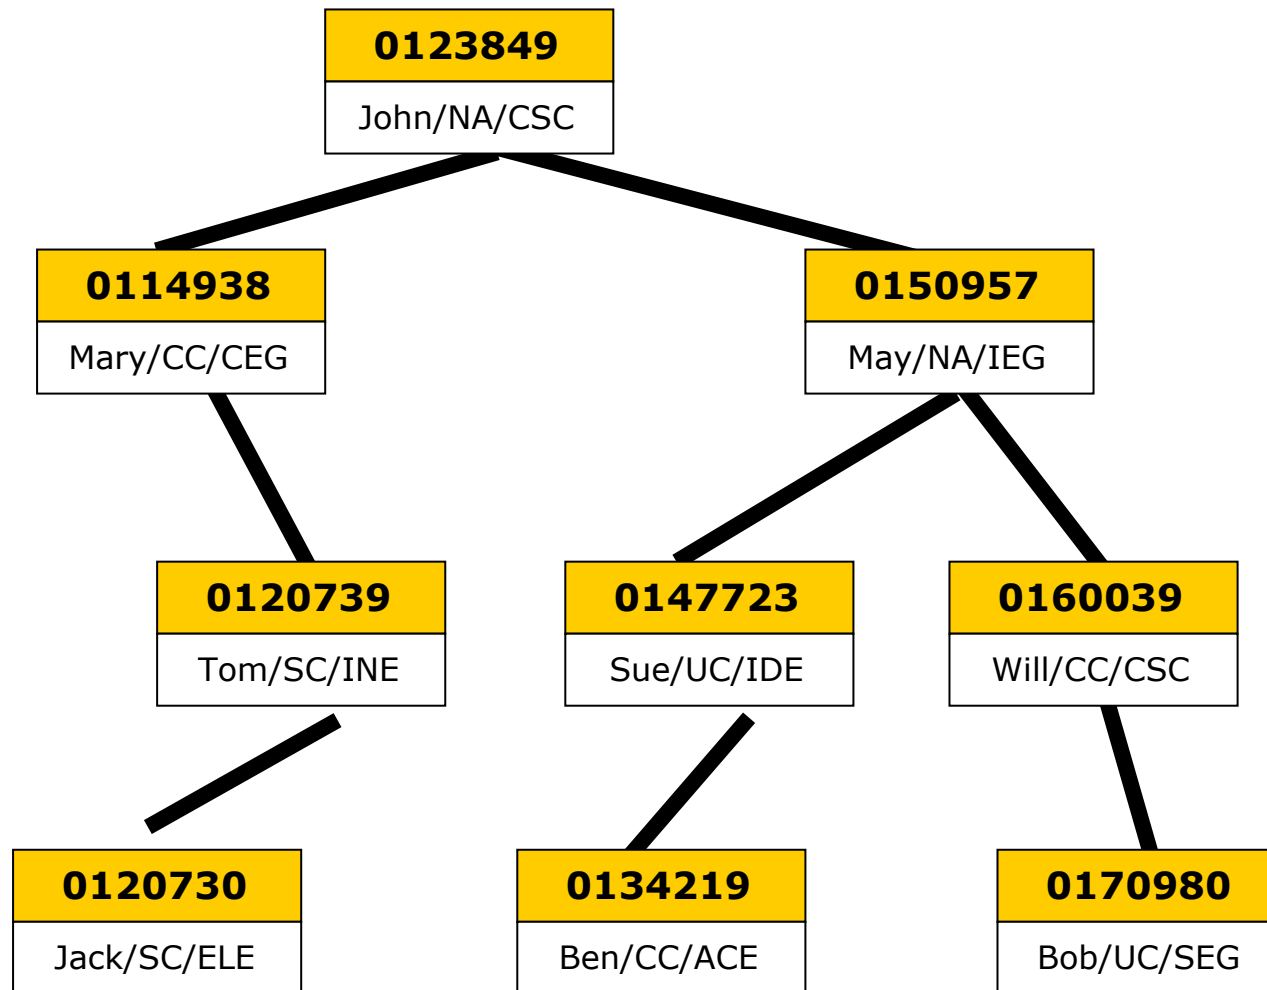 0123849
John/NA/CSC
0114938
Mary/CC/CEG
0150957
May/NA/IEG
0120739
Tom/SC/INE
0147723
Sue/UC/IDE
0160039
Will/CC/CSC
0120730
Jack/SC/ELE
0134219
Ben/CC/ACE
0170980
Bob/UC/SEG